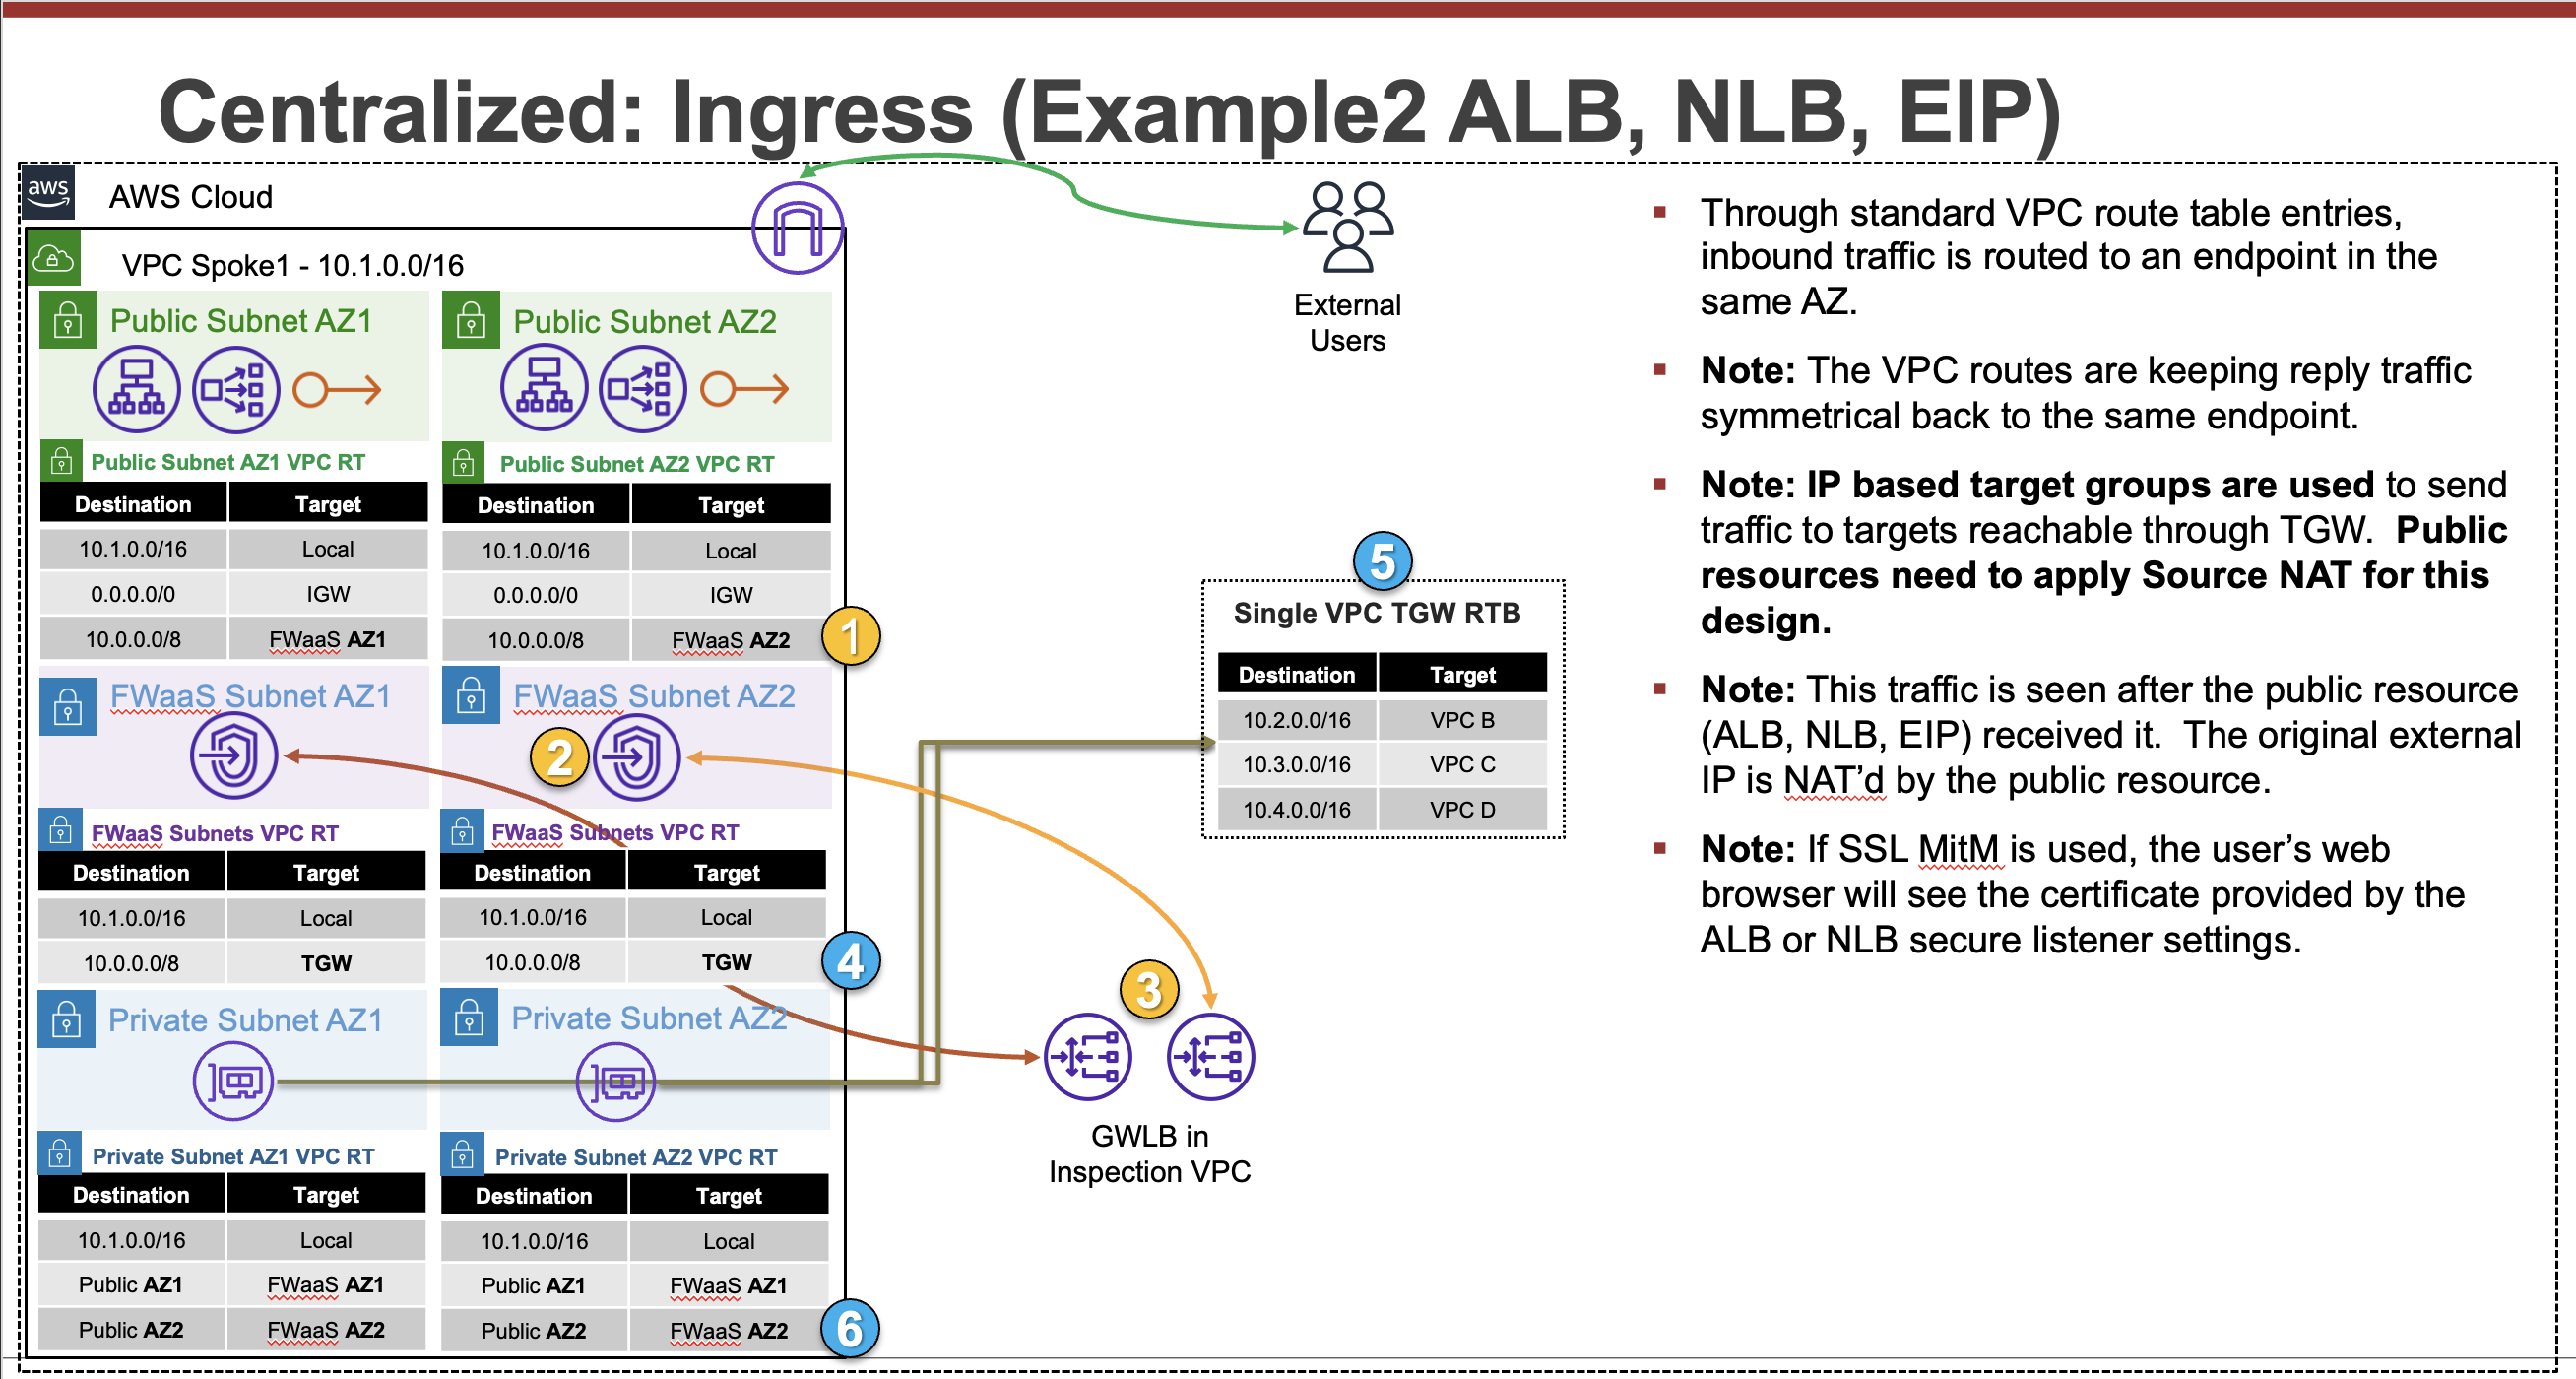 Centralized: Ingress (Example2 ALB, NLB, EIP)
aws
AWS Cloud
VPC Spoke1 - 10.1.0.0/16
Public Subnet AZ1
Public Subnet AZ2
Public Subnet AZ1 VPC RT
Destination Target
10.1.0.0/16 Local
0.0.0.0/0 IGW
10.0.0.0/8 FWaaS AZ1
Public Subnet AZ2 VPC RT
Destination Target
10.1.0.0/16 Local
0.0.0.0/0 IGW
10.0.0.0/8 FWaaS AZ2
1
FWaaS Subnet AZ1
FWaaS Subnet AZ2
2
FWaaS Subnets VPC RT
Destination Target
10.1.0.0/16 Local
10.0.0.0/8 TGW
FWaaS Subnets VPC RT
Destination Target
10.1.0.0/16 Local
10.0.0.0/8 TGW
4
Private Subnet AZ1
Private Subnet AZ2
Private Subnet AZ1 VPC RT
Destination Target
10.1.0.0/16 Local
Public AZ1 FWaaS AZ1
Public AZ2 FWaaS AZ2
Private Subnet AZ2 VPC RT
Destination Target
10.1.0.0/16 Local
Public AZ1 FWaaS AZ1
Public AZ2 FWaaS AZ2
6
External
Users
5
Single VPC TGW RTB
Destination Target
10.2.0.0/16 VPC B
10.3.0.0/16 VPC C
10.4.0.0/16 VPC D
3
GWLB in
Inspection VPC
Through standard VPC route table entries,
inbound traffic is routed to an endpoint in the
same AZ.
Note: The VPC routes are keeping reply traffic
symmetrical back to the same endpoint.
Note: IP based target groups are used to send
traffic to targets reachable through TGW. Public
resources need to apply Source NAT for this
design.
Note: This traffic is seen after the public resource
(ALB, NLB, EIP) received it. The original external
IP is NAT’d by the public resource.
Note: If SSL MitM is used, the user’s web
browser will see the certificate provided by the
ALB or NLB secure listener settings.